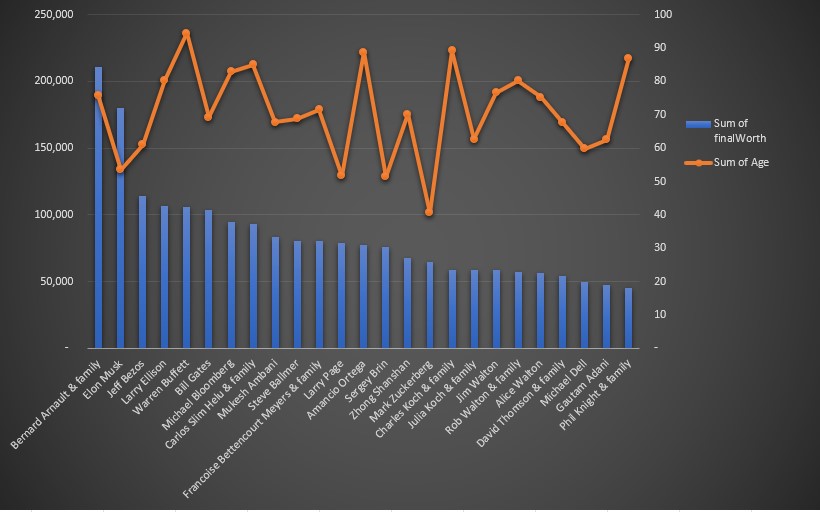 250,000
200,000
150,000
100,000
50,000
-
100
90
80
70
60
50
40
30
20
10
-
Sum of
finalWorth
Sum of Age
Bernard Arnault & family
Elon Musk
Jeff Bezos
Larry Ellison
Warren Buffett
Bill Gates
Michael Bloomberg
Carlos Slim Helu & family
Mukesh Ambani
Steve Ballmer
Francoise Bettencourt Meyers & family
Larry Page
Amancio Ortega
Sergey Brin
Zhong Shanshan
Mark Zuckerberg
Charles Koch & family
Julia Koch & family
Jim Walton
Rob Walton & family
Alice Walton
David Thomson & family
Michael Dell
Gautam Adani
Phil Knight & family